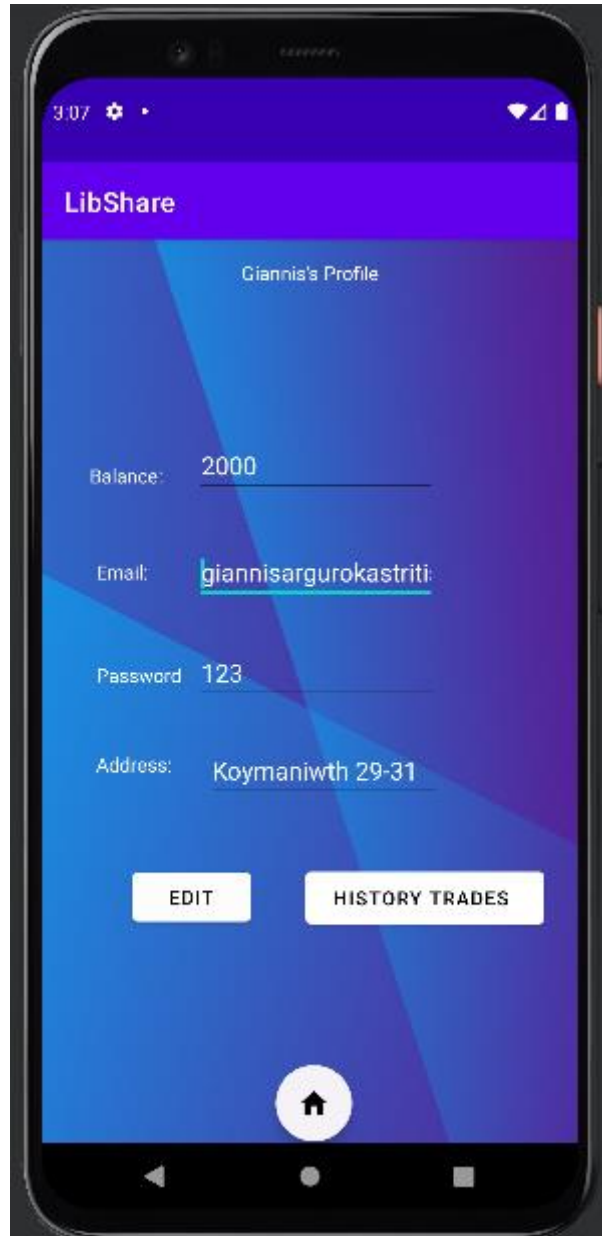 3:07
LibShare
Giannis's Profile
Balance: 2000
Email: giannisargurokastriti
Password 123
Address: Koymaniwth 29-31
EDIT HISTORY TRADES